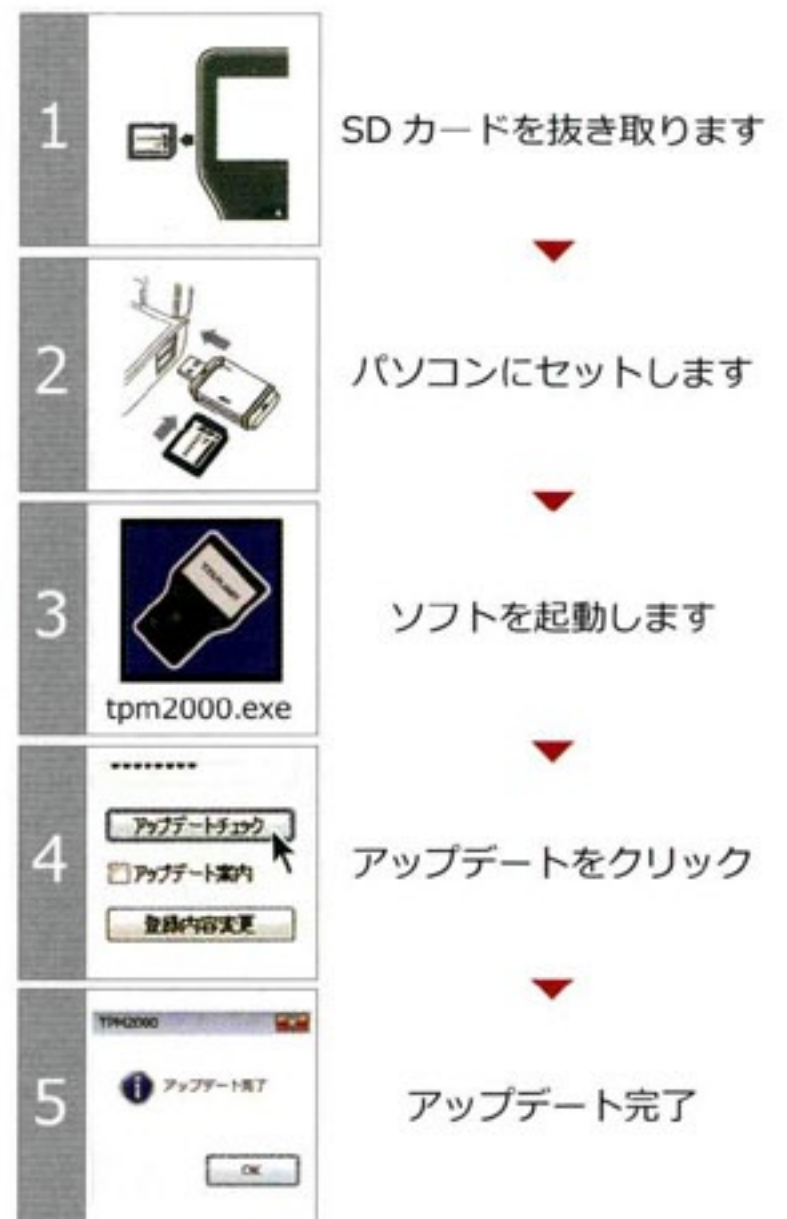 1
SD カードを抜き取ります
2
パソコンにセットします
3
tpm2000.exe
ソフトを起動します
4
アップデートチェック
アップデート案内
登録内容変更
アップデートをクリック
5
TPM2000
アップデート完了
OK
アップデート完了